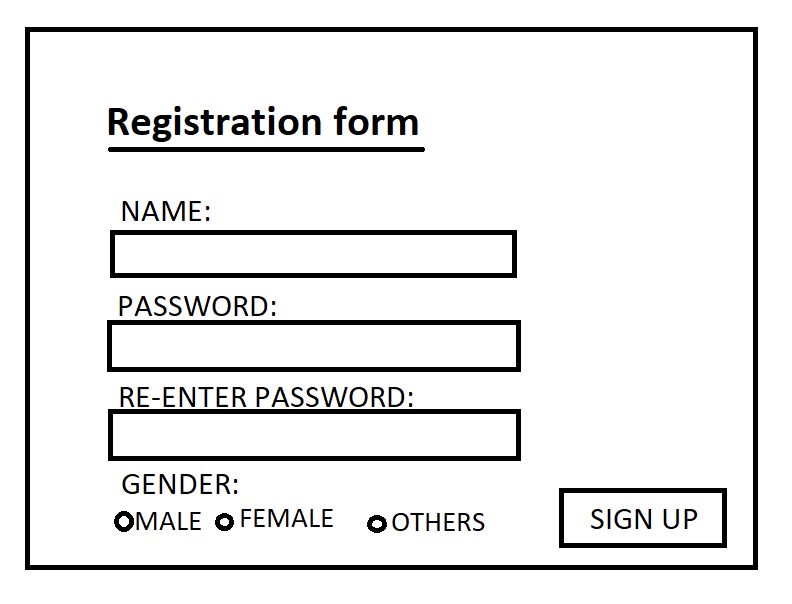 Registration form
NAME:
PASSWORD:
RE-ENTER PASSWORD:
GENDER:
MALE FEMALE OTHERS
SIGN UP